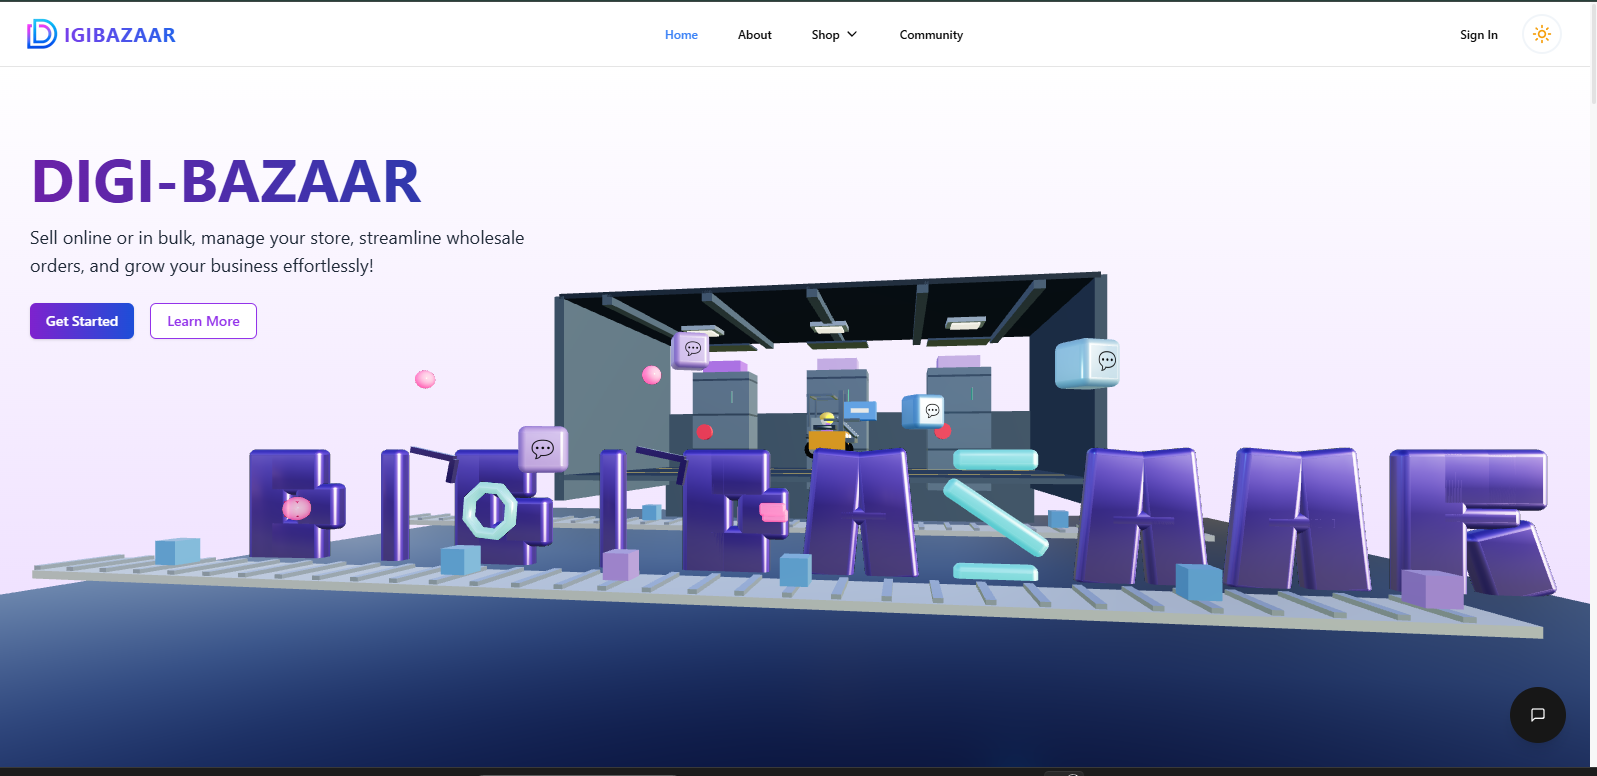 IGIBAZAAR
Home
About
Shop
Community
Sign In
DIGI-BAZAAR
Sell online or in bulk, manage your store, streamline wholesale
orders, and grow your business effortlessly!
Get Started
Learn More